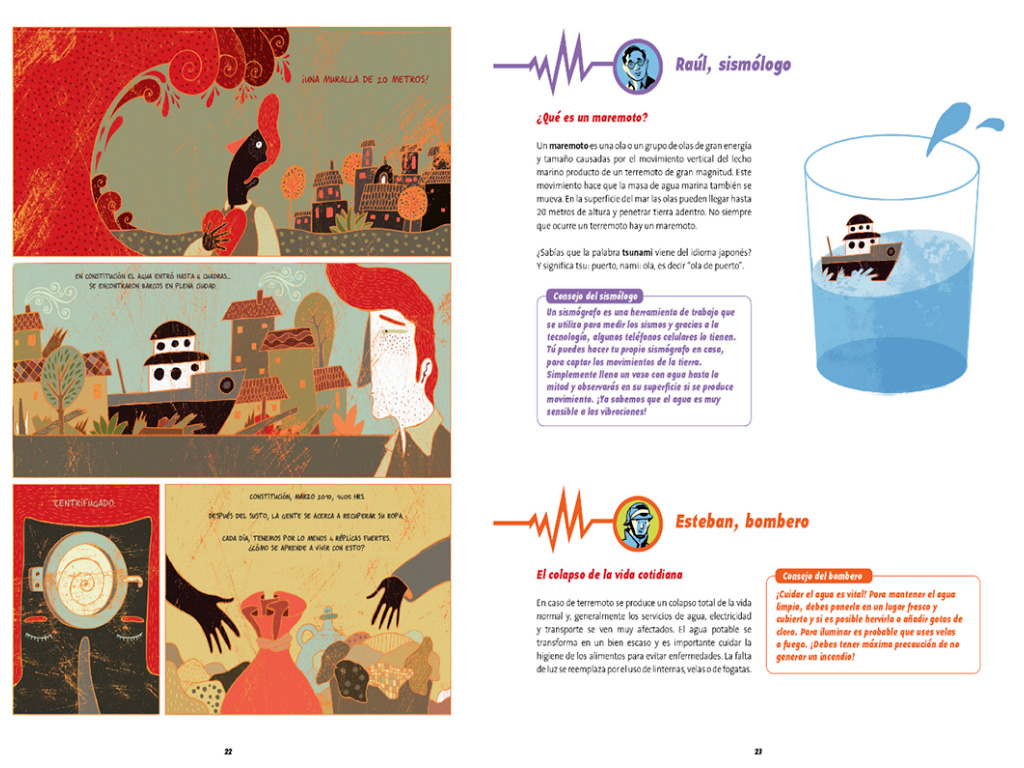 ¡UNA MURALLA DE 20 METROS!
EN CONSTITUCIÓN EL AGUA ENTRÓ HASTA 6 CUADRAS...
SE ENCONTRARON BARCOS EN PLENA CIUDAD.
CENTRIFUGADO.
CONSTITUCIÓN, MARZO 2010, 14:05 HRS.
DESPUÉS DEL SUSTO, LA GENTE SE ACERCA A RECUPERAR SU ROPA.
CADA DÍA, TENEMOS POR LO MENOS 4 RÉPLICAS FUERTES.
¿CÓMO SE APRENDE A VIVIR CON ESTO?
22
Raúl, sismólogo
¿Qué es un maremoto?
Un maremoto es una ola o un grupo de olas de gran energía
y tamaño causadas por el movimiento vertical del lecho
marino producto de un terremoto de gran magnitud. Este
movimiento hace que la masa de agua marina también se
mueva. En la superficie del mar las olas pueden llegar hasta
20 metros de altura y penetrar tierra adentro. No siempre
que ocurre un terremoto hay un maremoto.
¿Sabías que la palabra tsunami viene del idioma japonés?
Y significa tsu: puerto, nami: ola, es decir "ola de puerto".
Consejo del sismólogo
Un sismógrafo es una herramienta de trabajo que
se utiliza para medir los sismos y gracias a la
tecnología, algunos teléfonos celulares lo tienen.
Tú puedes hacer tu propio sismógrafo en casa,
para captar los movimientos de la tierra.
Simplemente llena un vaso con agua hasta la
mitad y observarás en su superficie si se produce
movimiento. ¡Ya sabemos que el agua es muy
sensible a las vibraciones!
Esteban, bombero
El colapso de la vida cotidiana
En caso de terremoto se produce un colapso total de la vida
normal y, generalmente los servicios de agua, electricidad
y transporte se ven muy afectados. El agua potable se
transforma en un bien escaso y es importante cuidar la
higiene de los alimentos para evitar enfermedades. La falta
de luz se reemplaza por el uso de linternas, velas o de fogatas.
Consejo del bombero
¡Cuidar el agua es vital! Para mantener el agua
limpia, debes ponerla en un lugar fresco y
cubierto y si es posible hervirla o añadir gotas de
cloro. Para iluminar es probable que uses velas
o fuego. ¡Debes tener máxima precaución de no
generar un incendio!
23